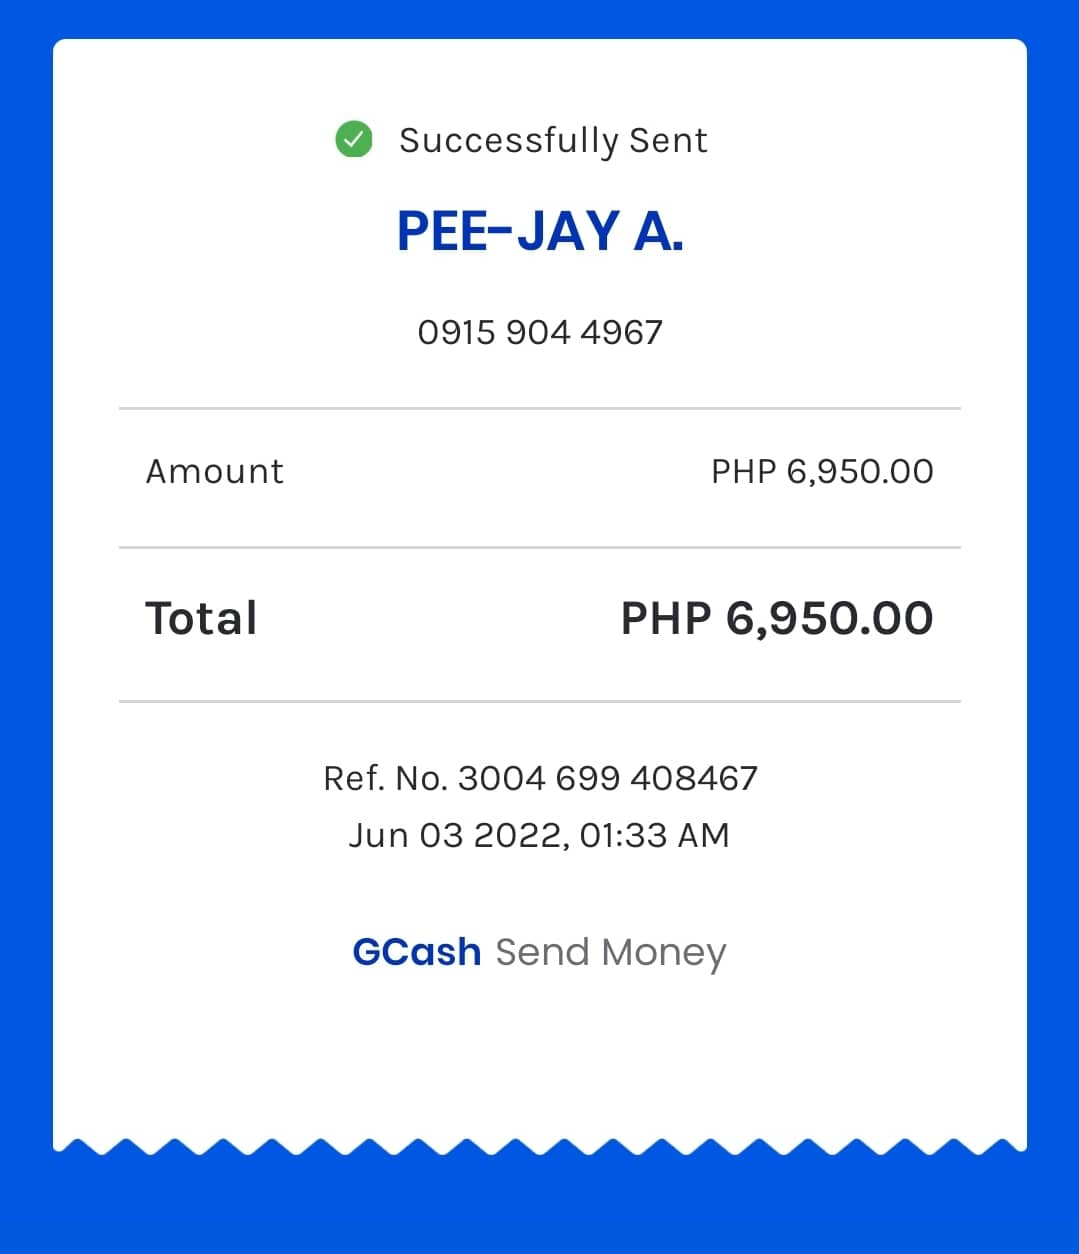 Successfully Sent
PEE-JAY A.
0915 904 4967
Amount PHP 6,950.00
Total PHP 6,950.00
Ref. No. 3004 699 408467
Jun 03 2022, 01:33 AM
GCash Send Money